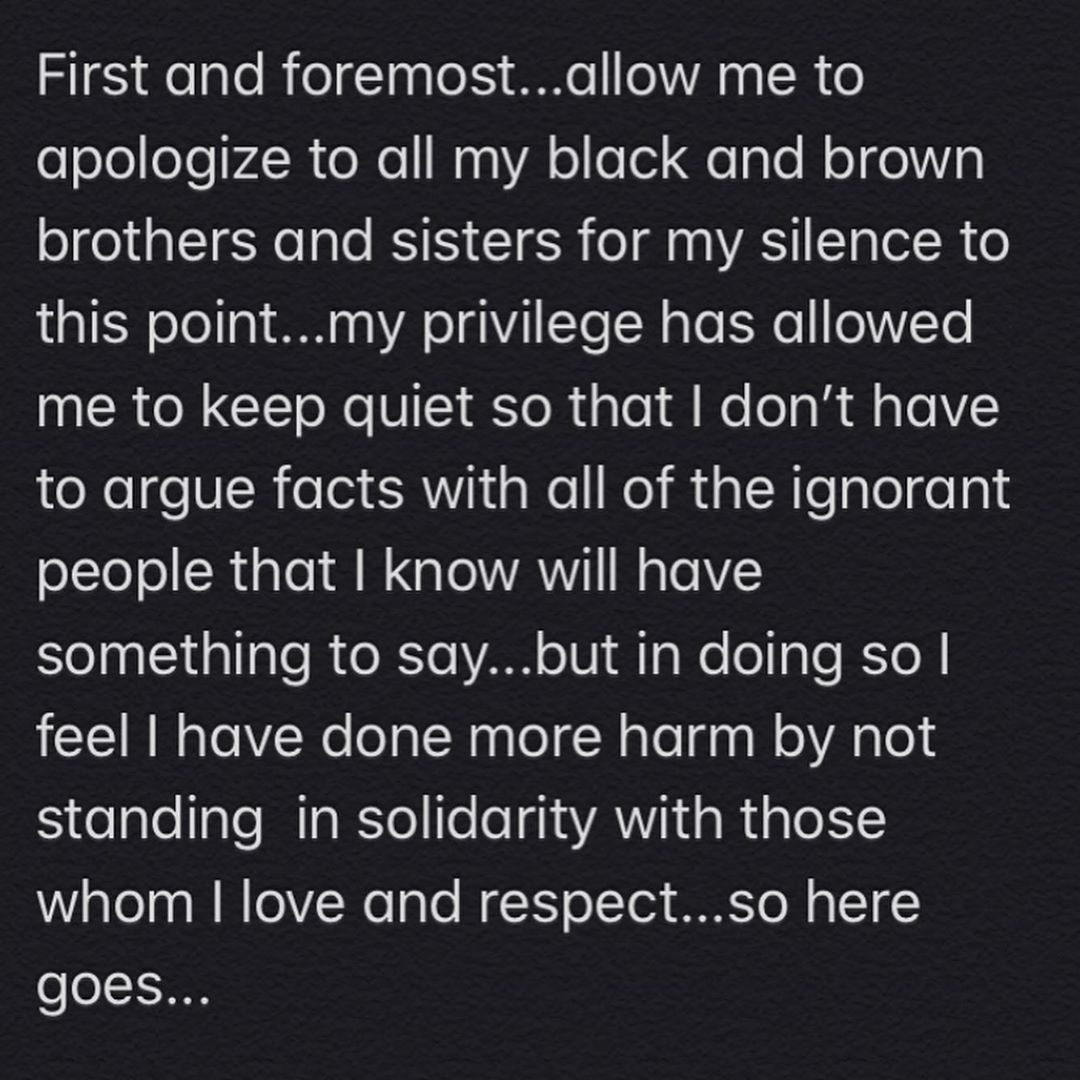 First and foremost...allow me to
apologize to all my black and brown
brothers and sisters for my silence to
this point...my privilege has allowed
me to keep quiet so that I don’t have
to argue facts with all of the ignorant
people that I know will have
something to say...but in doing so I
feel I have done more harm by not
standing  in solidarity with those
whom I love and respect...so here
goes...